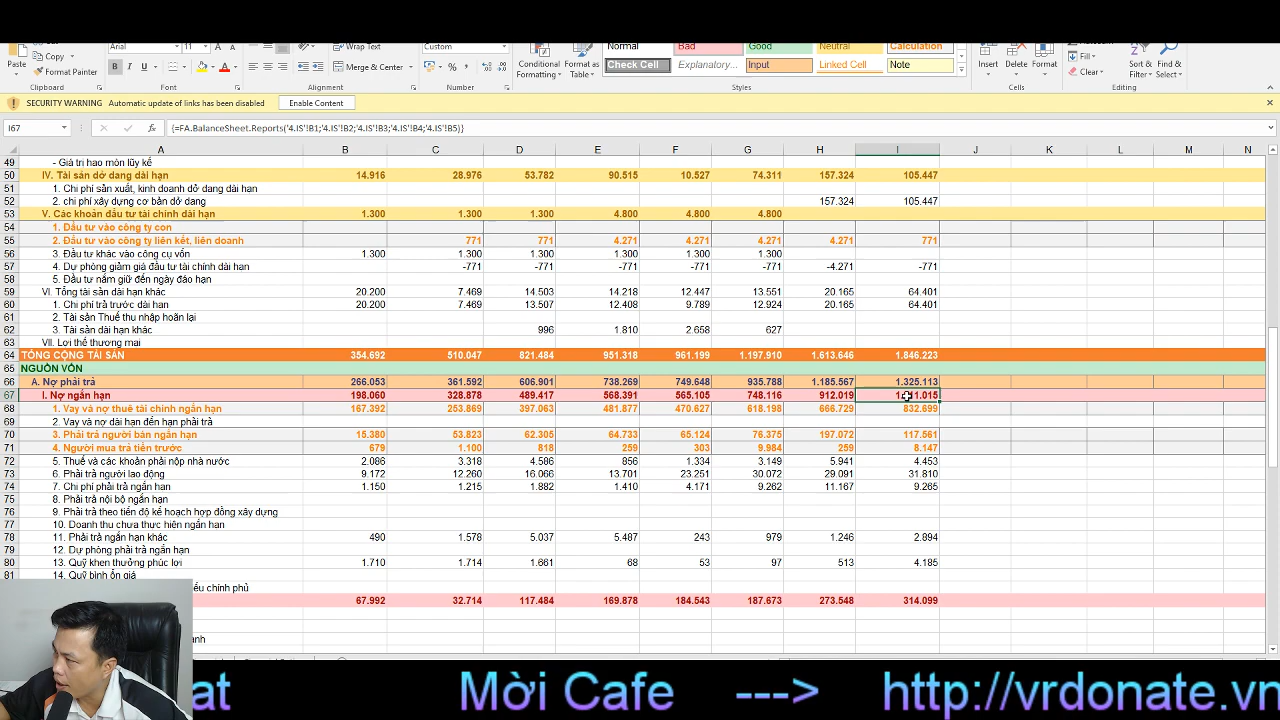 Paste
Copy
Format Painter
Clipboard
Arial
11
A
A
B
I
U
A
Font
Wrap Text
Merge & Center
Alignment
Custom
%
Number
Conditional
Formatting
Format as
Table
Normal
Bad
Good
Neutral
Calculation
Check Cell
Explanatory...
Input
Linked Cell
Note
Styles
Insert
Delete
Format
Cells
Fill
Clear
Sort &
Filter
Find &
Select
Editing
SECURITY WARNING Automatic update of links has been disabled Enable Content
I67 fx {=FA.BalanceSheet.Reports('4.IS'!B1;'4.IS'!B2;'4.IS'!B3;'4.IS'!B4;'4.IS'!B5)}
A B C D E F G H I J K L M N
49 - Giá trị hao mòn lũy kế
50 IV. Tài sản dở dang dài hạn 14.916 28.976 53.782 90.515 10.527 74.311 157.324 105.447
51 1. Chi phí sản xuất, kinh doanh dở dang dài hạn
52 2. chi phí xây dựng cơ bản dở dang 157.324 105.447
53 V. Các khoản đầu tư tài chính dài hạn 1.300 1.300 1.300 4.800 4.800 4.800
54 1. Đầu tư vào công ty con
55 2. Đầu tư vào công ty liên kết, liên doanh 771 771 4.271 4.271 4.271 4.271 771
56 3. Đầu tư khác vào công cụ vốn 1.300 1.300 1.300 1.300 1.300 1.300
57 4. Dự phòng giảm giá đầu tư tài chính dài hạn -771 -771 -771 -771 -771 -4.271 -771
58 5. Đầu tư nắm giữ đến ngày đáo hạn
59 VI. Tổng tài sản dài hạn khác 20.200 7.469 14.503 14.218 12.447 13.551 20.165 64.401
60 1. Chi phí trả trước dài hạn 20.200 7.469 13.507 12.408 9.789 12.924 20.165 64.401
61 2. Tài sản Thuế thu nhập hoãn lại
62 3. Tài sản dài hạn khác 996 1.810 2.658 627
63 VII. Lợi thế thương mại
64 TỔNG CỘNG TÀI SẢN 354.692 510.047 821.484 951.318 961.199 1.197.910 1.613.646 1.846.223
65 NGUỒN VỐN
66 A. Nợ phải trả 266.053 361.592 606.901 738.269 749.648 935.788 1.185.567 1.325.113
67 I. Nợ ngắn hạn 198.060 328.878 489.417 568.391 565.105 748.116 912.019
68 1. Vay và nợ thuê tài chính ngắn hạn 167.392 253.869 397.063 481.877 470.627 618.198 666.729 832.699
69 2. Vay và nợ dài hạn đến hạn phải trả
70 3. Phải trả người bán ngắn hạn 15.380 53.823 62.305 64.733 65.124 76.375 197.072 117.561
71 4. Người mua trả tiền trước 679 1.100 818 259 303 9.984 259 8.147
72 5. Thuế và các khoản phải nộp nhà nước 2.086 3.318 4.586 856 1.334 3.149 5.941 4.453
73 6. Phải trả người lao động 9.172 12.260 16.066 13.701 23.251 30.072 29.091 31.810
74 7. Chi phí phải trả ngắn hạn 1.150 1.215 1.882 1.410 4.171 9.262 11.167 9.265
75 8. Phải trả nội bộ ngắn hạn
76 9. Phải trả theo tiến độ kế hoạch hợp đồng xây dựng
77 10. Doanh thu chưa thực hiện ngắn hạn
78 11. Phải trả ngắn hạn khác 490 1.578 5.037 5.487 243 979 1.246 2.894
79 12. Dự phòng phải trả ngắn hạn
80 13. Quỹ khen thưởng phúc lợi 1.710 1.714 1.661 68 53 97 513 4.185
81 14. Quỹ bình ổn giá
chính phủ
67.992 32.714 117.484 169.878 184.543 187.673 273.548 314.099
Mời Cafe ---> http://vrdonate.vn